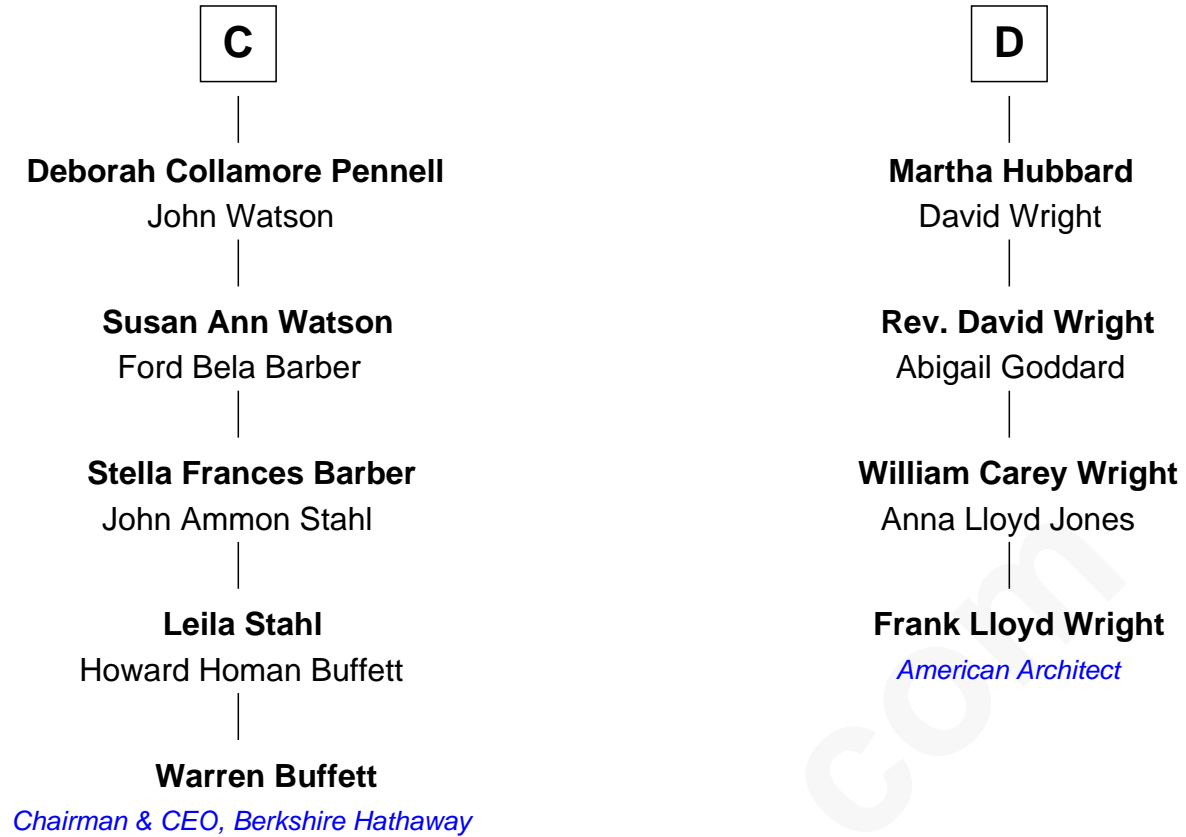 C
Deborah Collamore Pennell
John Watson
Susan Ann Watson
Ford Bela Barber
Stella Frances Barber
John Ammon Stahl
Leila Stahl
Howard Homan Buffett
Warren Buffett
Chairman & CEO, Berkshire Hathaway
D
Martha Hubbard
David Wright
Rev. David Wright
Abigail Goddard
William Carey Wright
Anna Lloyd Jones
Frank Lloyd Wright
American Architect
com